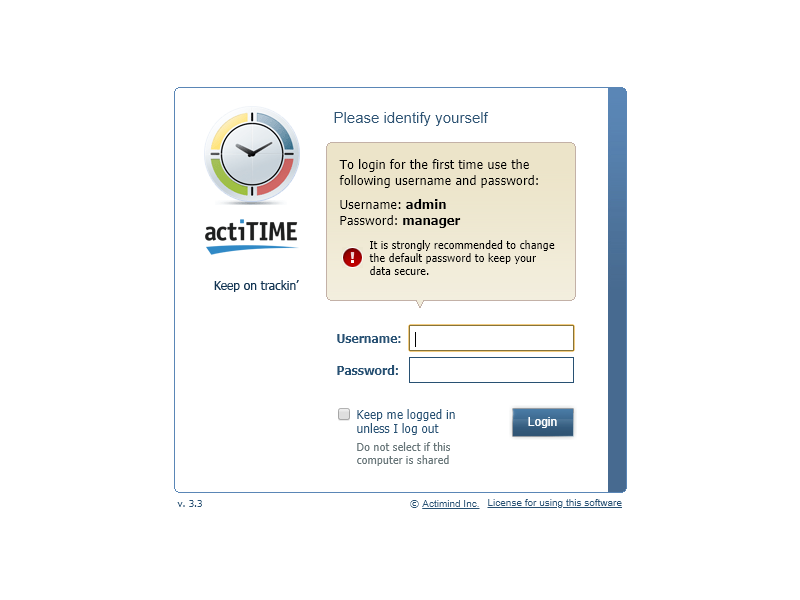 Please identify yourself
To login for the first time use the
following username and password:
Username: admin
Password: manager
It is strongly recommended to change
the default password to keep your
data secure.
actiTIME
Keep on trackin’
Username:
Password:
Keep me logged in
unless I log out
Login
Do not select if this
computer is shared
v. 3.3
© Actimind Inc. License for using this software